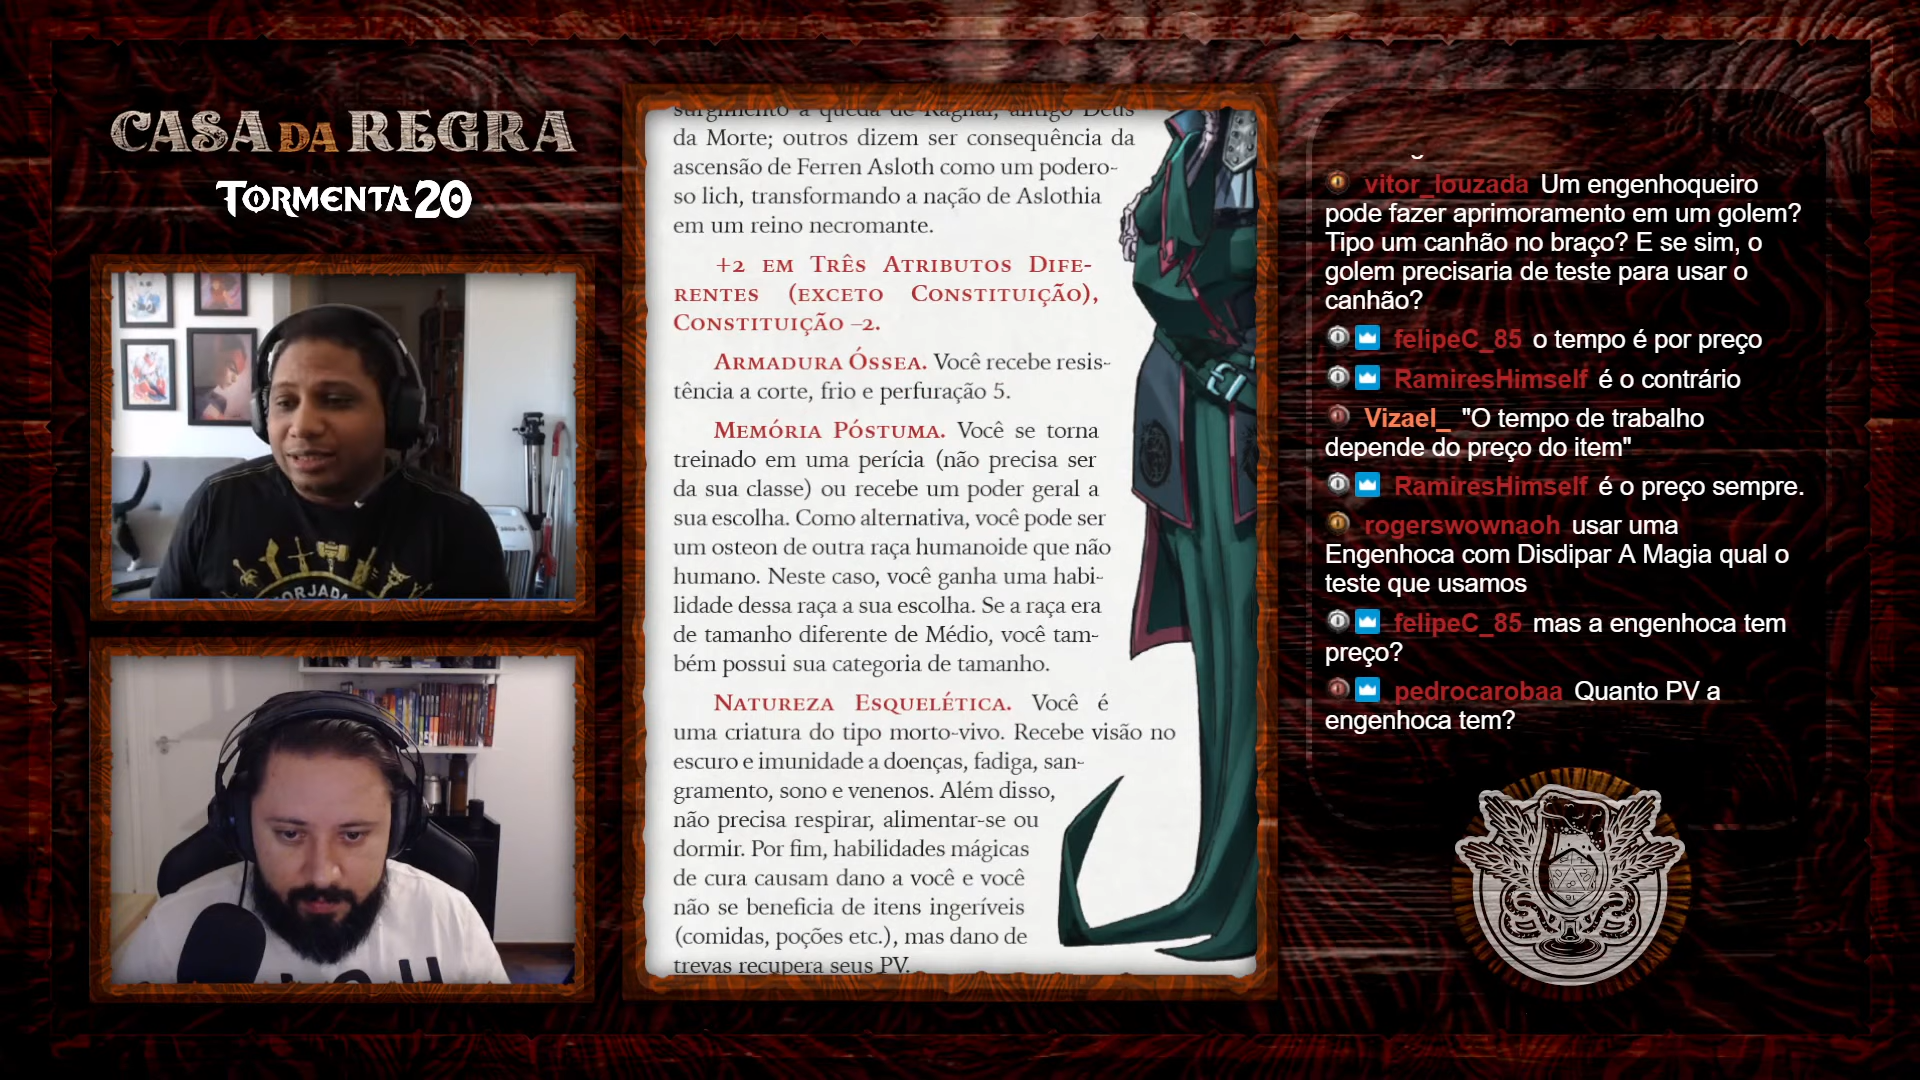 CASA DA REGRA
TORMENTA20
ORJADA
surgimento à queda de Ragnar, antigo Deus
da Morte; outros dizem ser consequência da
ascensão de Ferren Asloth como um podero-
so lich, transformando a nação de Aslothia
em um reino necromante.
+2 em Três Atributos Dife-
rentes (exceto Constituição),
Constituição –2.
Armadura Óssea. Você recebe resis-
tência a corte, frio e perfuração 5.
Memória Póstuma. Você se torna
treinado em uma perícia (não precisa ser
da sua classe) ou recebe um poder geral a
sua escolha. Como alternativa, você pode ser
um osteon de outra raça humanoide que não
humano. Neste caso, você ganha uma habi-
lidade dessa raça a sua escolha. Se a raça era
de tamanho diferente de Médio, você tam-
bém possui sua categoria de tamanho.
Natureza Esquelética. Você é
uma criatura do tipo morto-vivo. Recebe visão no
escuro e imunidade a doenças, fadiga, san-
gramento, sono e venenos. Além disso,
não precisa respirar, alimentar-se ou
dormir. Por fim, habilidades mágicas
de cura causam dano a você e você
não se beneficia de itens ingeríveis
(comidas, poções etc.), mas dano de
trevas recupera seus PV.
vitor_louzada Um engenhoqueiro
pode fazer aprimoramento em um golem?
Tipo um canhão no braço? E se sim, o
golem precisaria de teste para usar o
canhão?
felipeC_85 o tempo é por preço
RamiresHimself é o contrário
Vizael_ "O tempo de trabalho
depende do preço do item"
RamiresHimself é o preço sempre.
rogerswownaoh usar uma
Engenhoca com Disdipar A Magia qual o
teste que usamos
felipeC_85 mas a engenhoca tem
preço?
pedrocarobaa Quanto PV a
engenhoca tem?